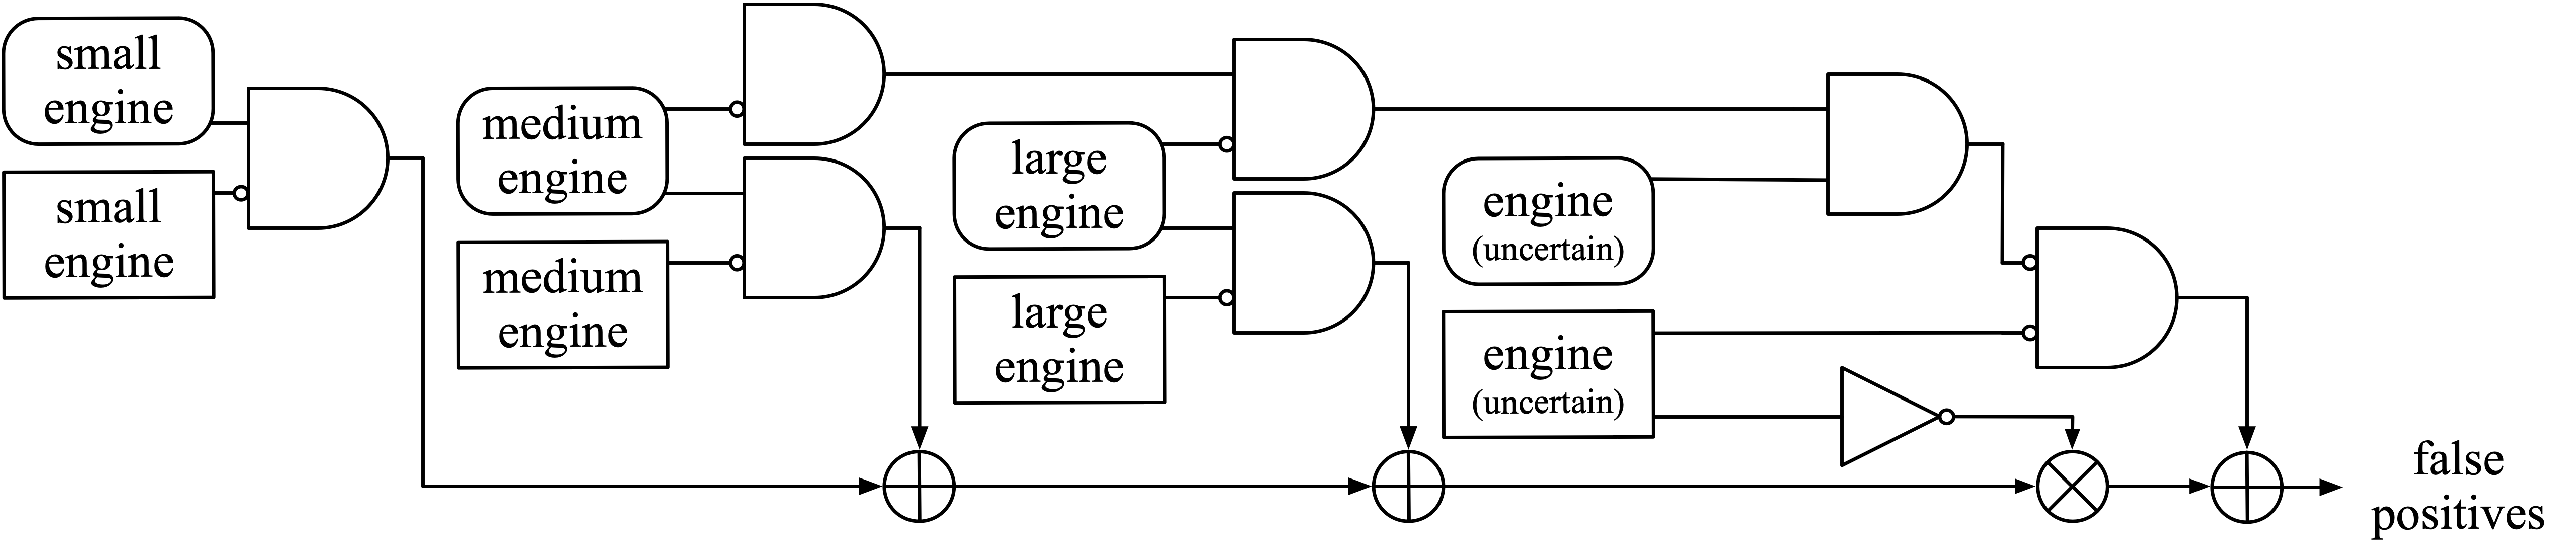 small
engine
small
engine
medium
engine
medium
engine
large
engine
large
engine
engine
(uncertain)
engine
(uncertain)
false
positives